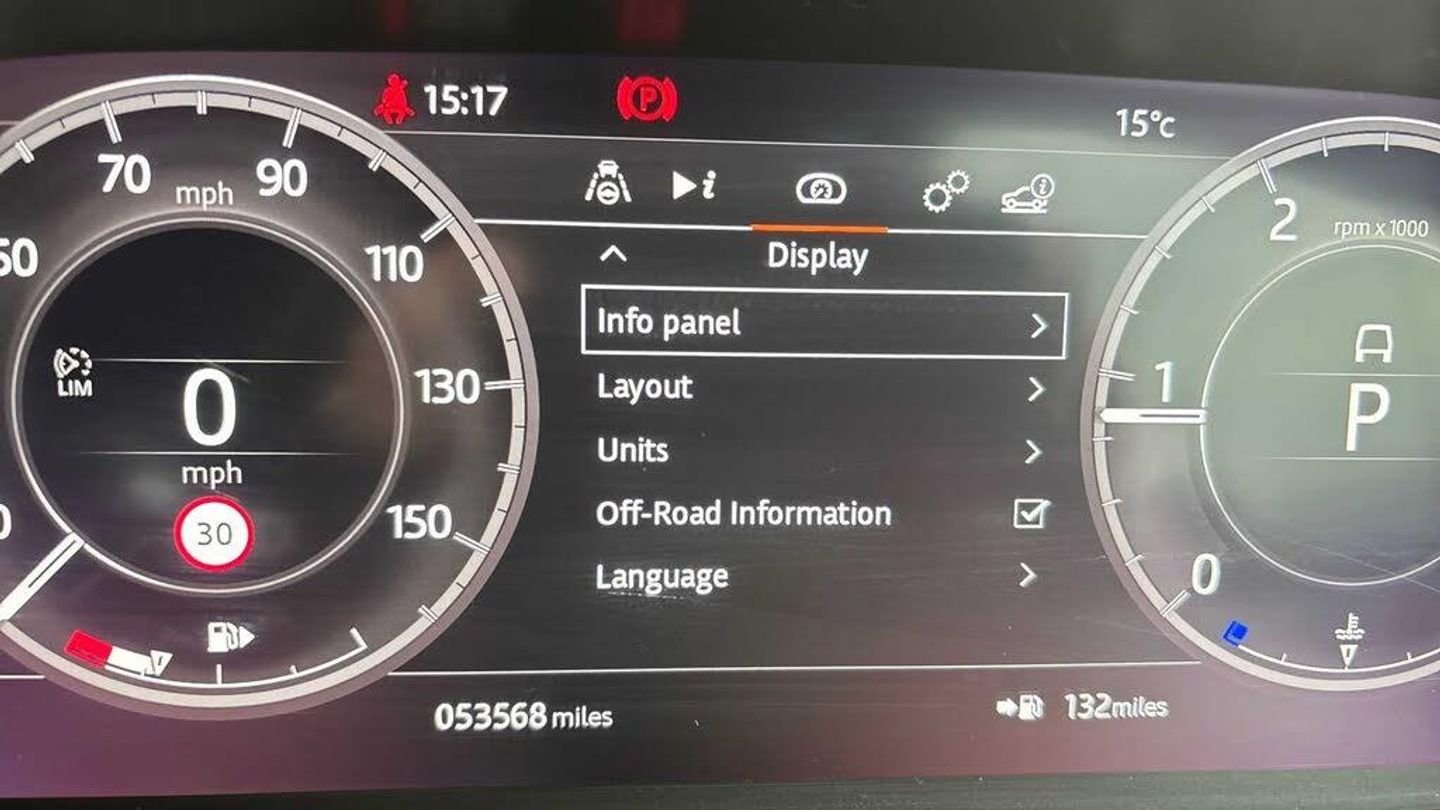 15:17
P
15°c
70
mph
90
50
110
130
150
LIM
0
mph
30
Display
Info panel
Layout
Units
Off-Road Information
Language
2
rpm x 1000
1
0
P
053568 miles
132miles